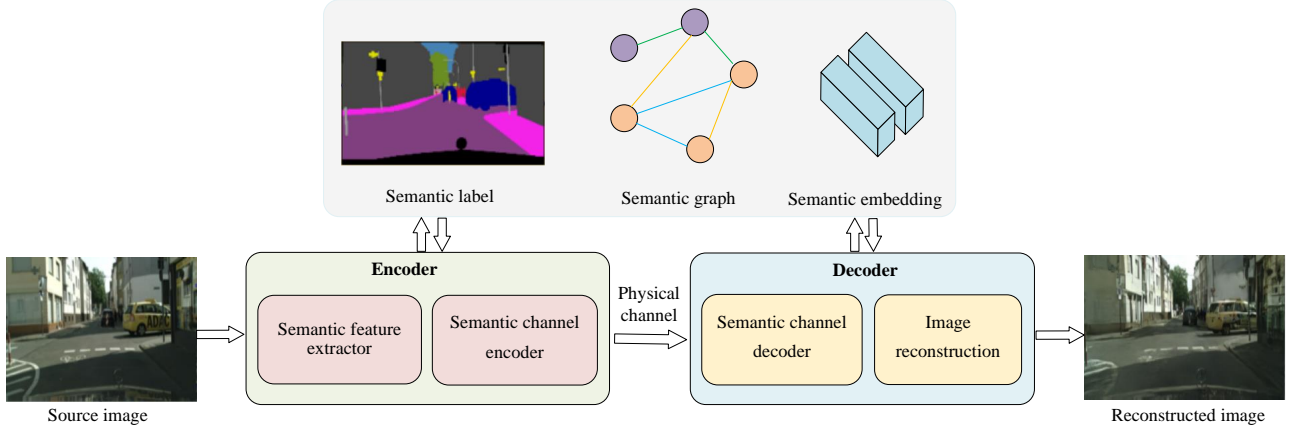 Semantic label
Semantic graph
Semantic embedding
Encoder
Semantic feature
extractor
Semantic channel
encoder
Physical
channel
Decoder
Semantic channel
decoder
Image
reconstruction
Source image
Reconstructed image